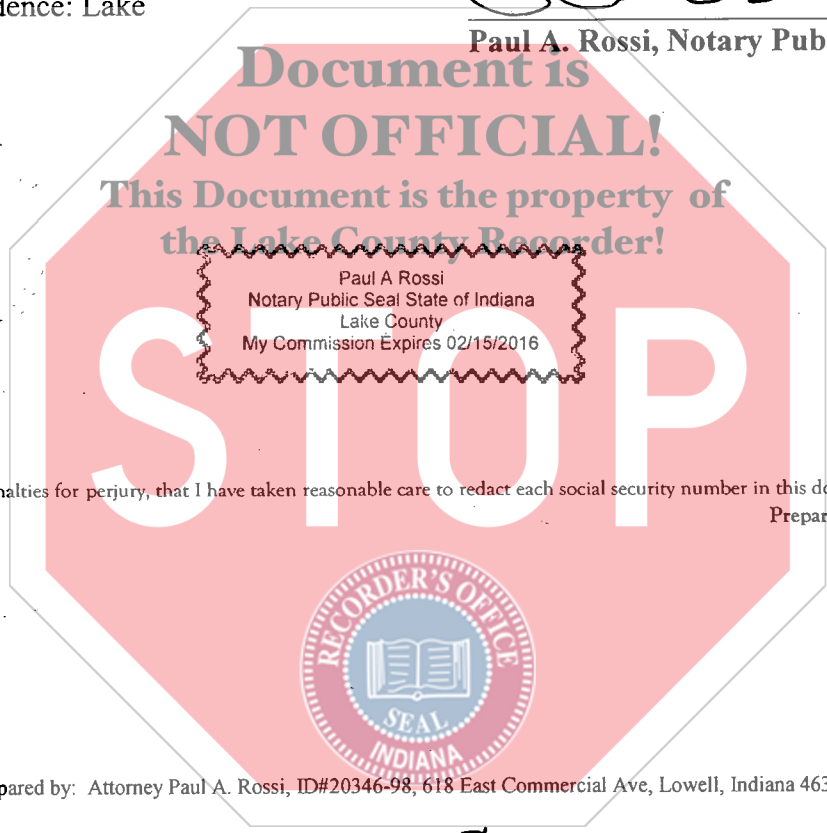 dence: Lake
Paul A. Rossi, Notary Pub
Document is
NOT OFFICIAL!
This Document is the property of
the Lake County Recorder!
Paul A Rossi
Notary Public Seal State of Indiana
Lake County
My Commission Expires 02/15/2016
STOP
nalties for perjury, that I have taken reasonable care to redact each social security number in this do
Prepar
RECORDER'S OFFICE
SEAL
INDIANA
pared by: Attorney Paul A. Rossi, ID#20346-98, 618 East Commercial Ave, Lowell, Indiana 463